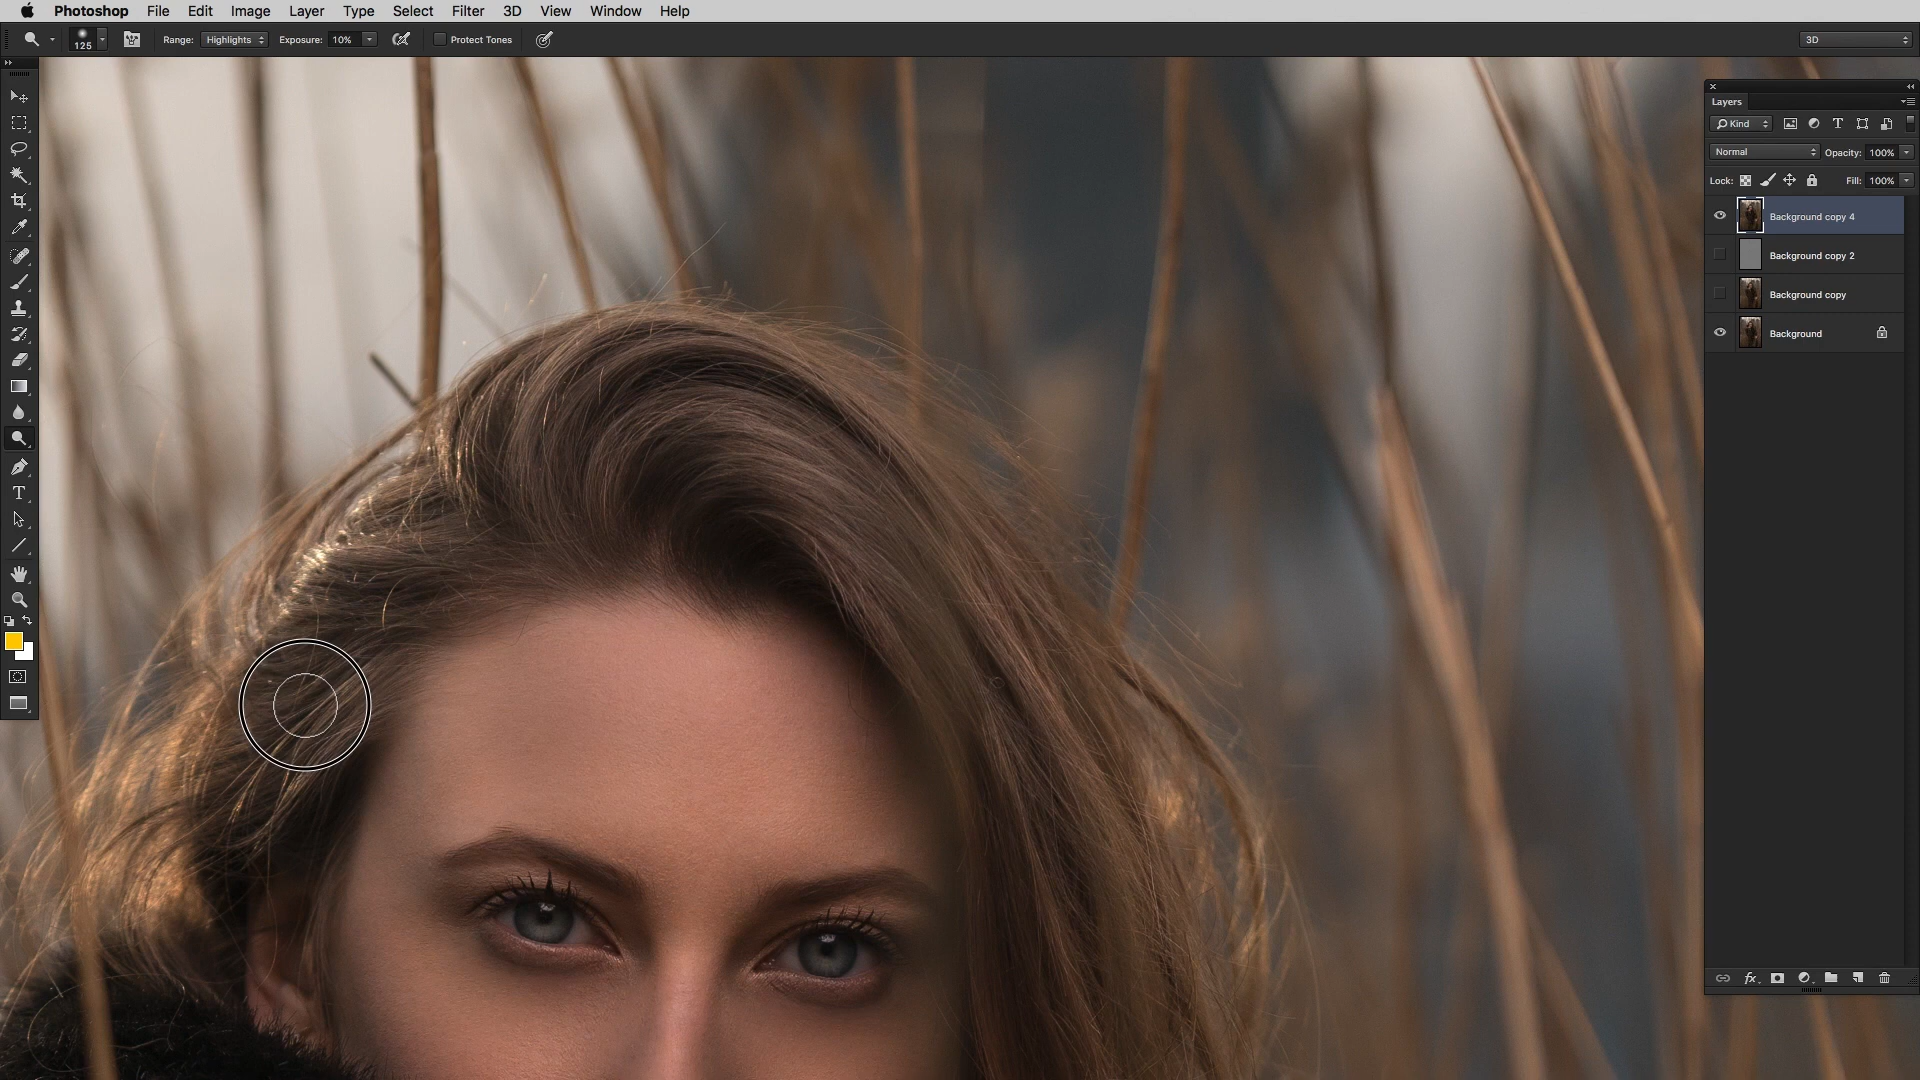 Photoshop File Edit Image Layer Type Select Filter 3D View Window Help
125 Range: Highlights Exposure: 10% Protect Tones 3D
Layers
Kind
Normal Opacity: 100%
Lock: Fill: 100%
Background copy 4
Background copy 2
Background copy
Background
fx